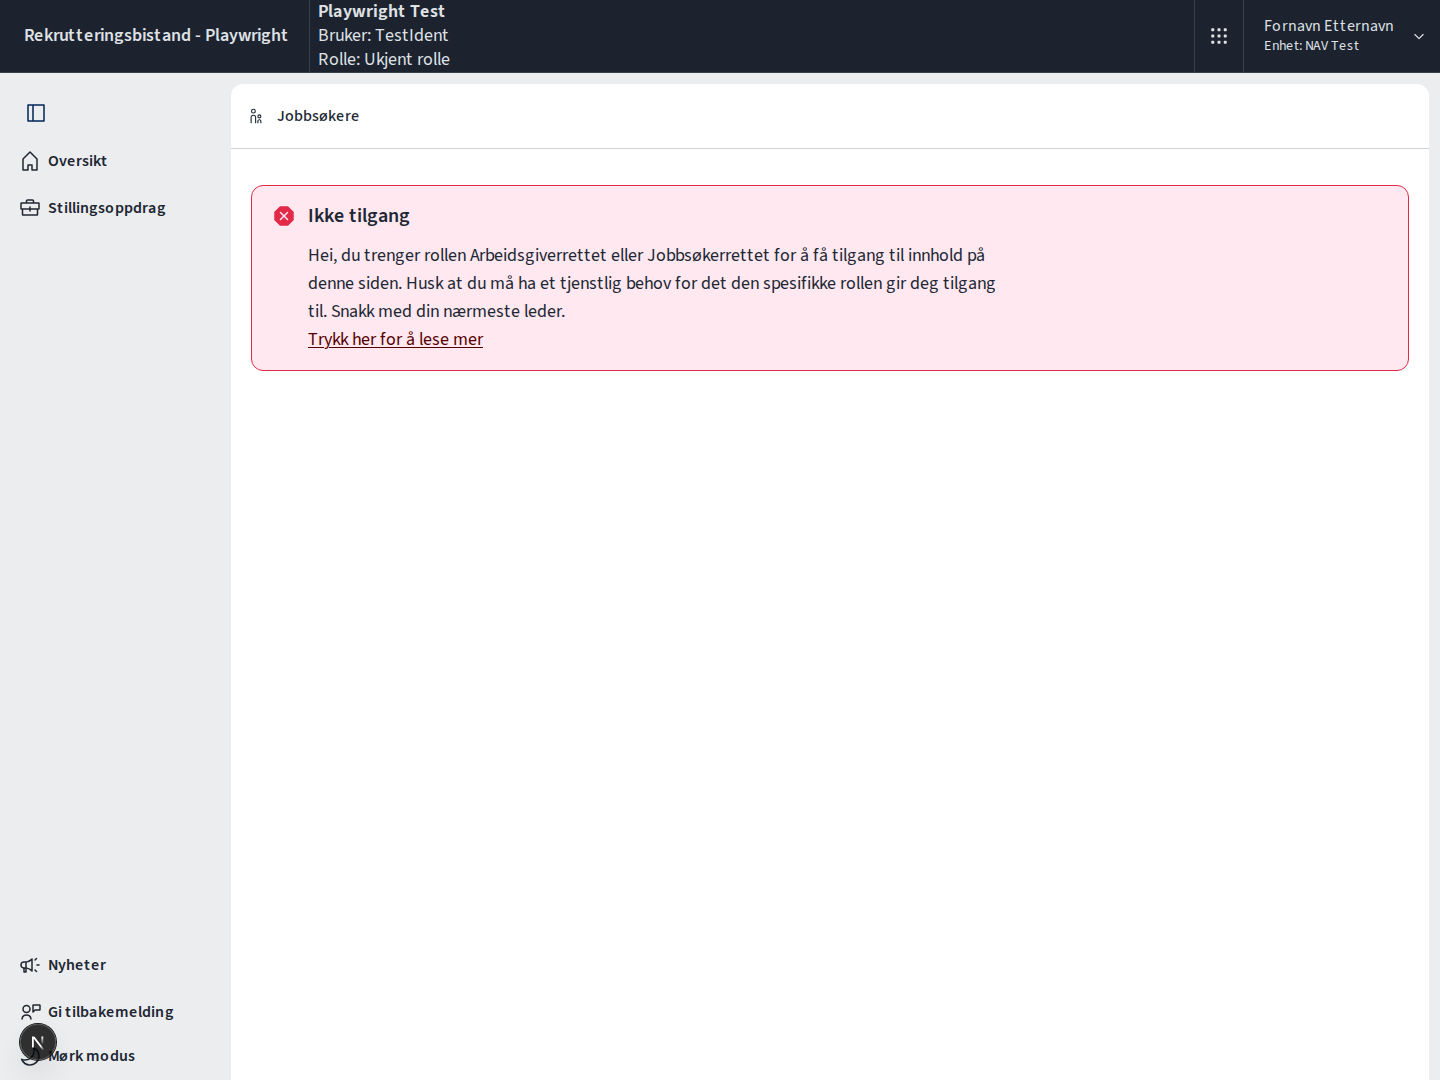 Rekrutteringsbistand - Playwright
Playwright Test
Bruker: TestIdent
Rolle: Ukjent rolle
Fornavn Etternavn
Enhet: NAV Test
Oversikt
Stillingsoppdrag
Jobbsøkere
Ikke tilgang
Hei, du trenger rollen Arbeidsgiverrettet eller Jobbsøkerrettet for å få tilgang til innhold på
denne siden. Husk at du må ha et tjenstlig behov for det den spesifikke rollen gir deg tilgang
til. Snakk med din nærmeste leder.
Trykk her for å lese mer
Nyheter
Gi tilbakemelding
N
Mørk modus